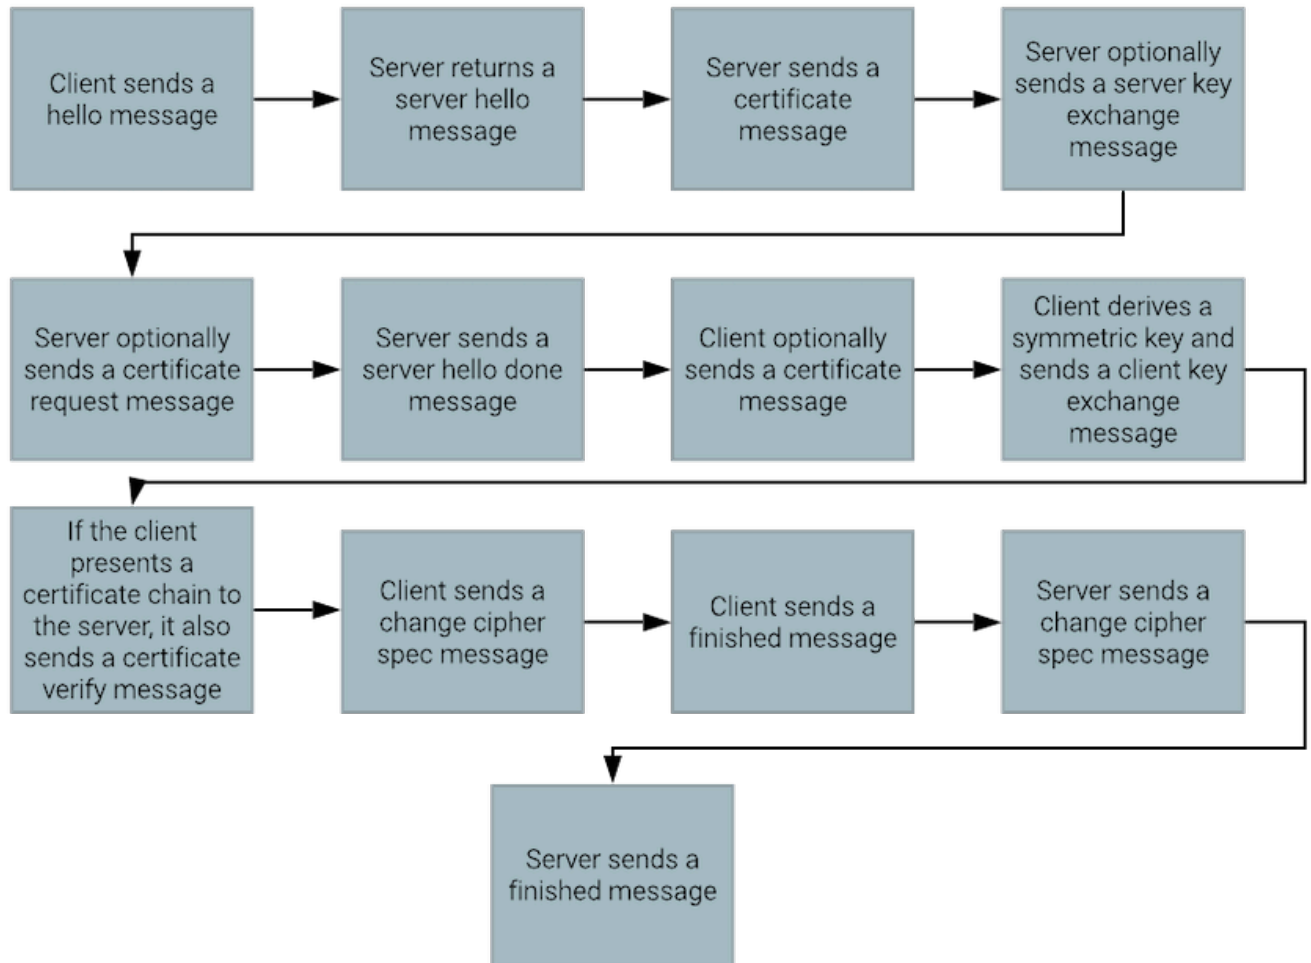 Client sends a
hello message
Server returns a
server hello
message
Server sends a
certificate
message
Server optionally
sends a server key
exchange
message
Server optionally
sends a certificate
request message
Server sends a
server hello done
message
Client optionally
sends a certificate
message
Client derives a
symmetric key and
sends a client key
exchange
message
If the client
presents a
certificate chain to
the server, it also
sends a certificate
verify message
Client sends a
change cipher
spec message
Client sends a
finished message
Server sends a
change cipher
spec message
Server sends a
finished message